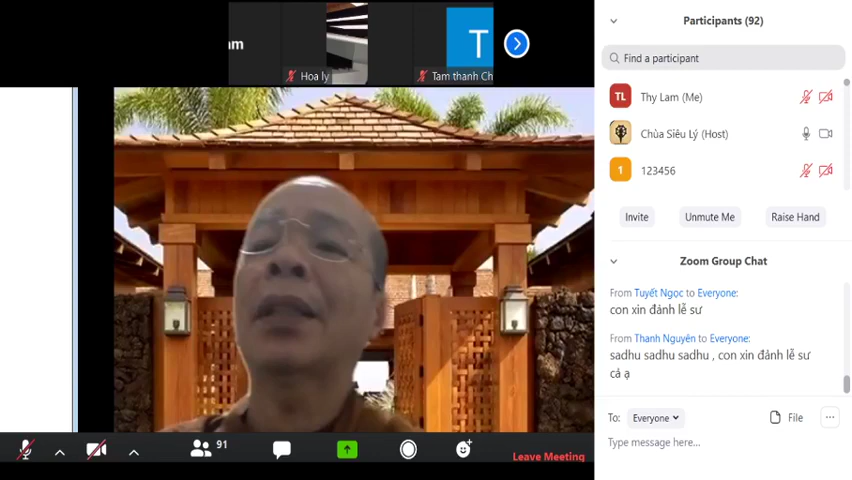 am
Hoa ly
T
Tam thanh Ch
91
Leave Meeting
Participants (92)
Find a participant
TL
Thy Lam (Me)
Chùa Siêu Lý (Host)
1
123456
Invite
Unmute Me
Raise Hand
Zoom Group Chat
From Tuyết Ngọc to Everyone:
con xin đảnh lễ sư
From Thanh Nguyên to Everyone:
sadhu sadhu sadhu , con xin đảnh lễ sư
cả ạ
To:
Everyone
File
Type message here...